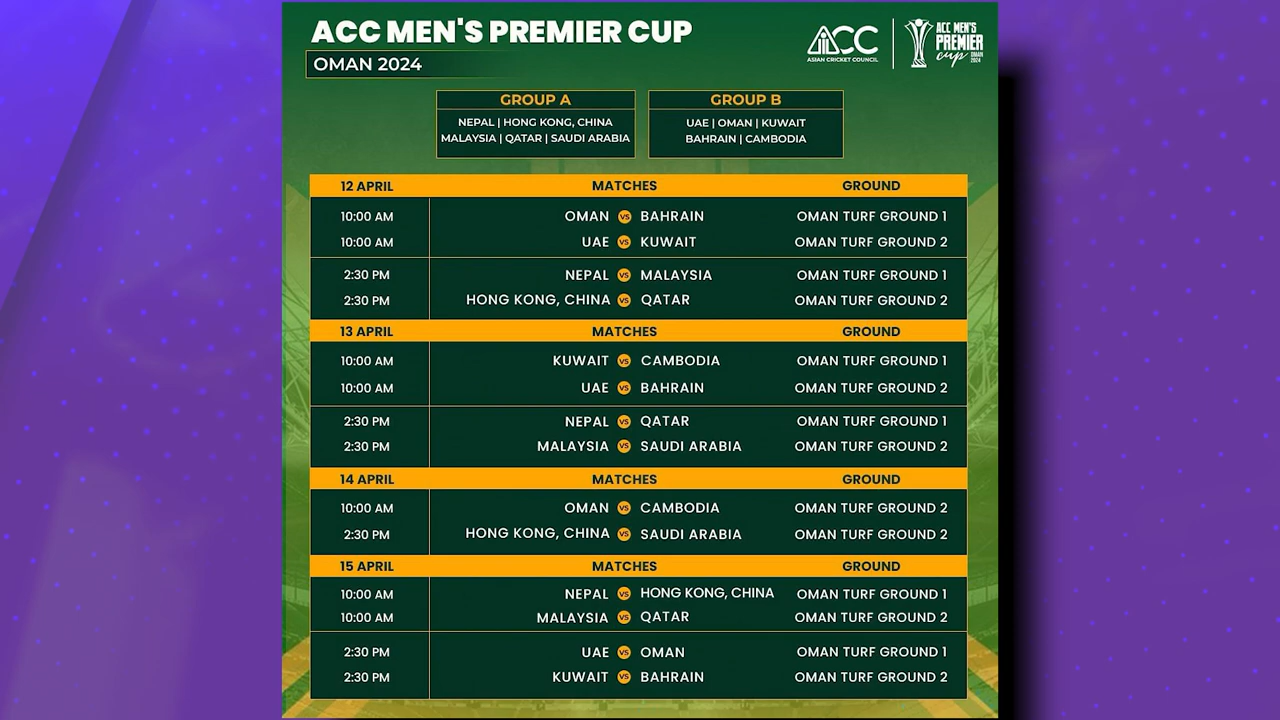 ACC MEN'S PREMIER CUP
OMAN 2024
ACC
ASIAN CRICKET COUNCIL
ACC MEN'S
PREMIER
cup OMAN 2024
GROUP A
NEPAL | HONG KONG, CHINA
MALAYSIA | QATAR | SAUDI ARABIA
GROUP B
UAE | OMAN | KUWAIT
BAHRAIN | CAMBODIA
12 APRIL MATCHES GROUND
10:00 AM OMAN VS BAHRAIN OMAN TURF GROUND 1
10:00 AM UAE VS KUWAIT OMAN TURF GROUND 2
2:30 PM NEPAL VS MALAYSIA OMAN TURF GROUND 1
2:30 PM HONG KONG, CHINA VS QATAR OMAN TURF GROUND 2
13 APRIL MATCHES GROUND
10:00 AM KUWAIT VS CAMBODIA OMAN TURF GROUND 1
10:00 AM UAE VS BAHRAIN OMAN TURF GROUND 2
2:30 PM NEPAL VS QATAR OMAN TURF GROUND 1
2:30 PM MALAYSIA VS SAUDI ARABIA OMAN TURF GROUND 2
14 APRIL MATCHES GROUND
10:00 AM OMAN VS CAMBODIA OMAN TURF GROUND 2
2:30 PM HONG KONG, CHINA VS SAUDI ARABIA OMAN TURF GROUND 2
15 APRIL MATCHES GROUND
10:00 AM NEPAL VS HONG KONG, CHINA OMAN TURF GROUND 1
10:00 AM MALAYSIA VS QATAR OMAN TURF GROUND 2
2:30 PM UAE VS OMAN OMAN TURF GROUND 1
2:30 PM KUWAIT VS BAHRAIN OMAN TURF GROUND 2